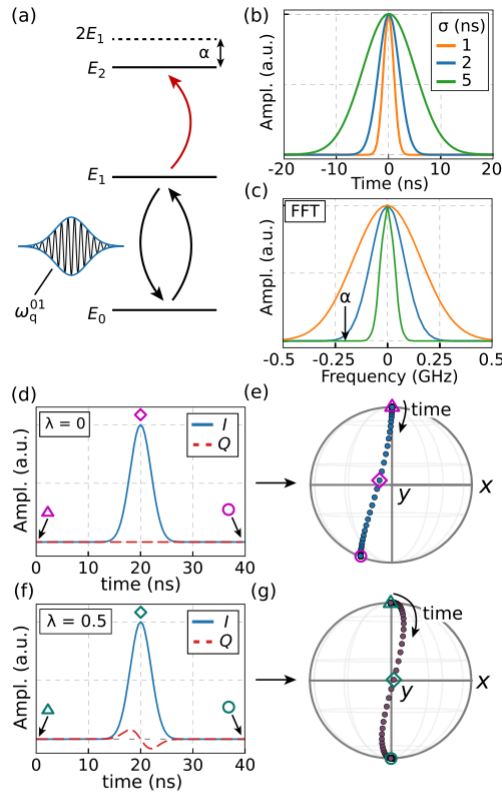 (a)
2E₁
α
E₂
E₁
ω_q^01
E₀
(b)
Ampl. (a.u.)
σ (ns)
1
2
5
-20 -10 0 10 20
Time (ns)
(c)
Ampl. (a.u.)
FFT
α
-0.5 -0.25 0 0.25 0.5
Frequency (GHz)
(d)
Ampl. (a.u.)
λ = 0
I
Q
0 10 20 30 40
time (ns)
(e)
time
x
y
(f)
Ampl. (a.u.)
λ = 0.5
I
Q
0 10 20 30 40
time (ns)
(g)
time
x
y